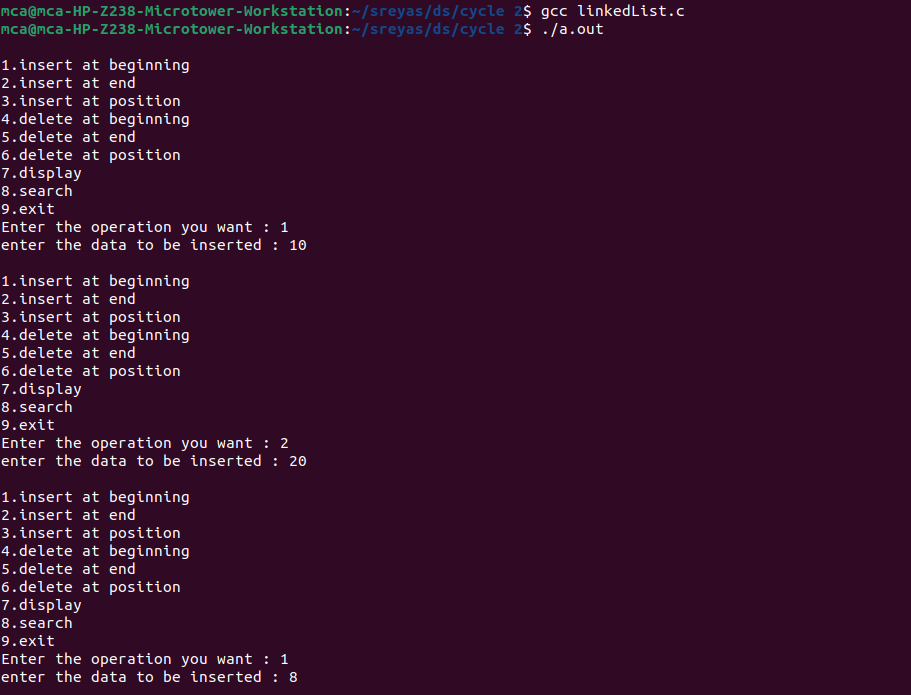 mca@mca-HP-Z238-Microtower-Workstation:~/sreyas/ds/cycle 2$ gcc linkedList.c
mca@mca-HP-Z238-Microtower-Workstation:~/sreyas/ds/cycle 2$ ./a.out

1.insert at beginning
2.insert at end
3.insert at position
4.delete at beginning
5.delete at end
6.delete at position
7.display
8.search
9.exit
Enter the operation you want : 1
enter the data to be inserted : 10

1.insert at beginning
2.insert at end
3.insert at position
4.delete at beginning
5.delete at end
6.delete at position
7.display
8.search
9.exit
Enter the operation you want : 2
enter the data to be inserted : 20

1.insert at beginning
2.insert at end
3.insert at position
4.delete at beginning
5.delete at end
6.delete at position
7.display
8.search
9.exit
Enter the operation you want : 1
enter the data to be inserted : 8